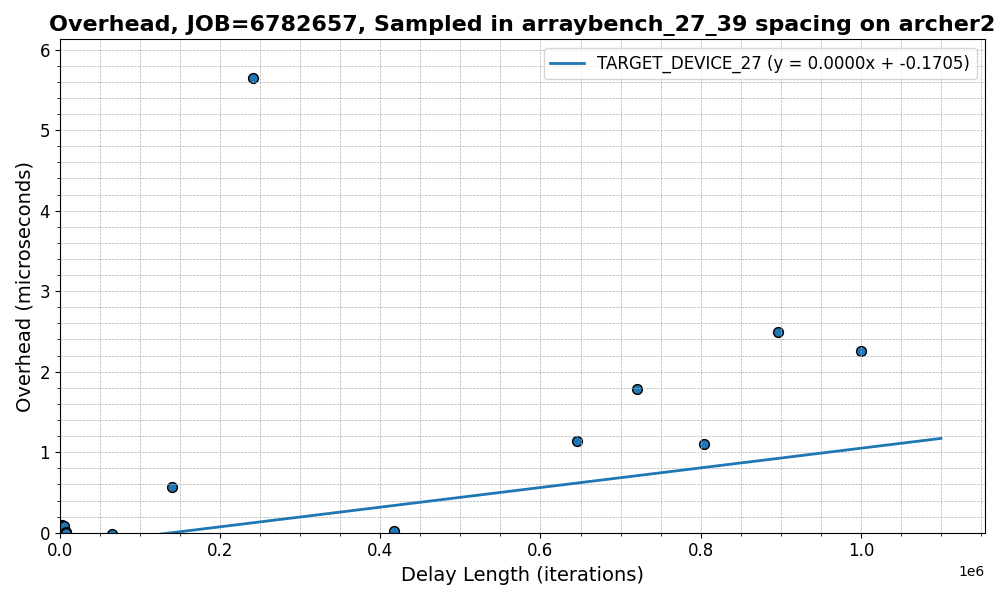 Overhead, JOB=6782657, Sampled in arraybench_27_39 spacing on archer2
TARGET_DEVICE_27 (y = 0.0000x + -0.1705)
Overhead (microseconds)
6
5
4
3
2
1
0
0.0 0.2 0.4 0.6 0.8 1.0
1e6
Delay Length (iterations)